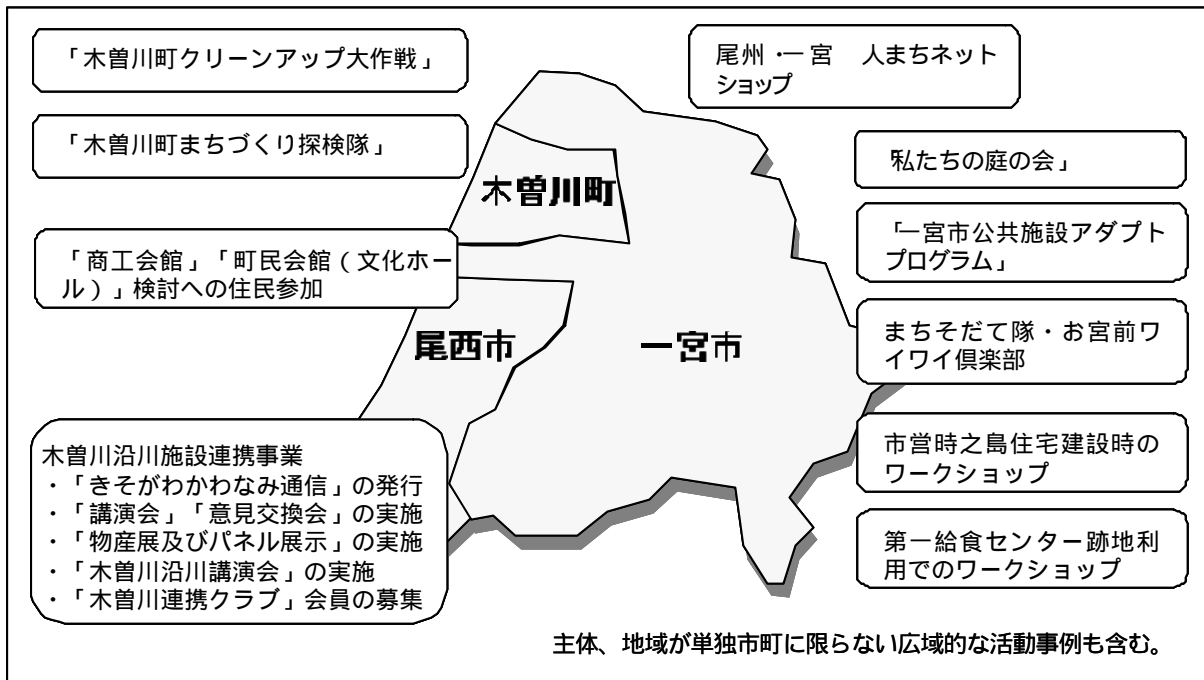 「木曽川町クリーンアップ大作戦」
尾州・一宮　人まちネット
ショップ
「木曽川町まちづくり探検隊」
「私たちの庭の会」
木曽川町
「一宮市公共施設アダプト
プログラム」
「商工会館」「町民会館（文化ホー
ル）」検討への住民参加
尾西市
一宮市
まちそだて隊・お宮前ワ
イワイ倶楽部
木曽川沿川施設連携事業
・「きそがわかわなみ通信」の発行
・「講演会」「意見交換会」の実施
・「物産展及びパネル展示」の実施
・「木曽川沿川講演会」の実施
・「木曽川連携クラブ」会員の募集
市営時之島住宅建設時の
ワークショップ
第一給食センター跡地利
用でのワークショップ
主体、地域が単独市町に限らない広域的な活動事例も含む。